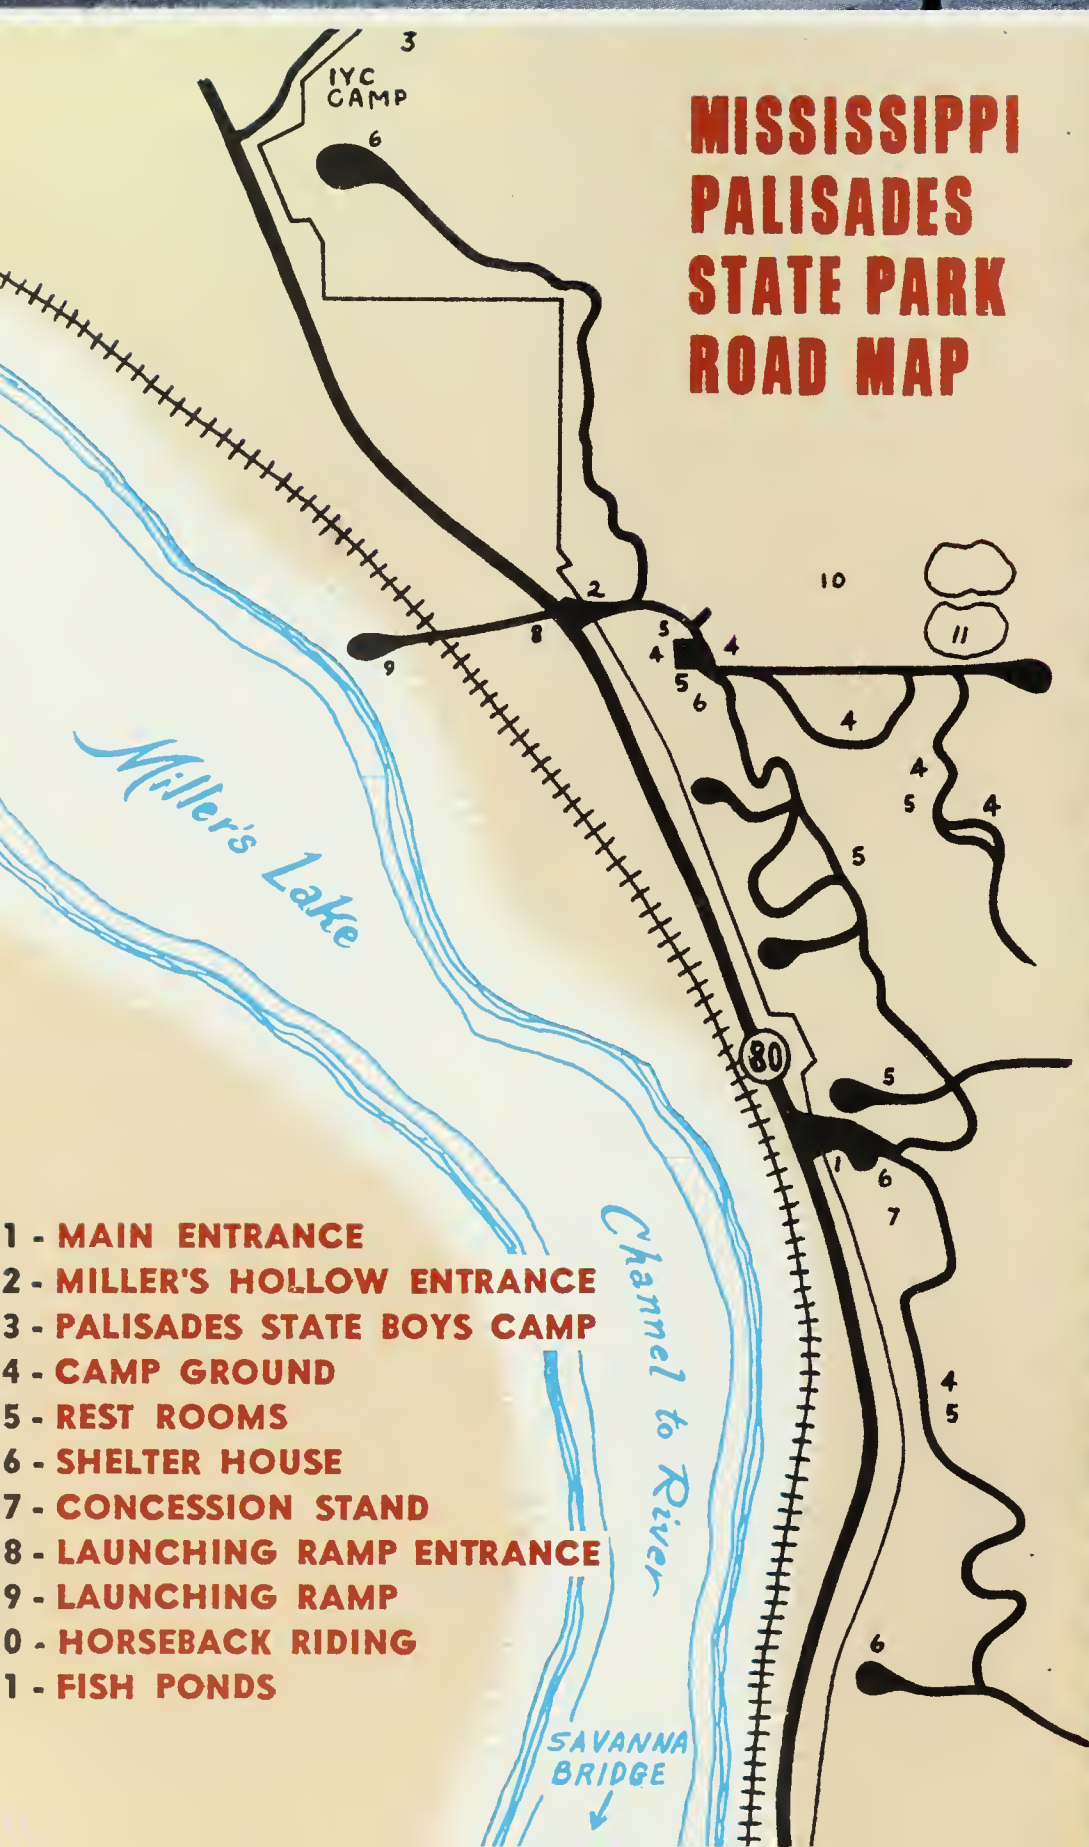 MISSISSIPPI
PALISADES
STATE PARK
ROAD MAP
3
IYC
CAMP
6
2
8
9
5
4
4
5
6
10
11
4
4
5
4
5
80
5
1
6
7
4
5
6
Miller's Lake
Channel to River
SAVANNA
BRIDGE
1 - MAIN ENTRANCE
2 - MILLER'S HOLLOW ENTRANCE
3 - PALISADES STATE BOYS CAMP
4 - CAMP GROUND
5 - REST ROOMS
6 - SHELTER HOUSE
7 - CONCESSION STAND
8 - LAUNCHING RAMP ENTRANCE
9 - LAUNCHING RAMP
0 - HORSEBACK RIDING
1 - FISH PONDS